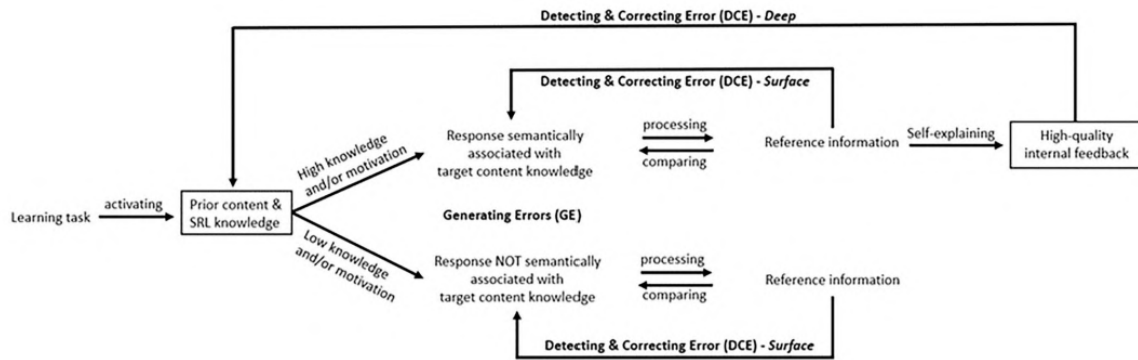 Detecting & Correcting Error (DCE) - Deep
Detecting & Correcting Error (DCE) - Surface
High knowledge
and/or motivation
Response semantically
associated with
target content knowledge
processing
comparing
Reference information
Self-explaining
High-quality
internal feedback
Learning task
activating
Prior content &
SRL knowledge
Generating Errors (GE)
Low knowledge
and/or motivation
Response NOT semantically
associated with
target content knowledge
processing
comparing
Reference information
Detecting & Correcting Error (DCE) - Surface